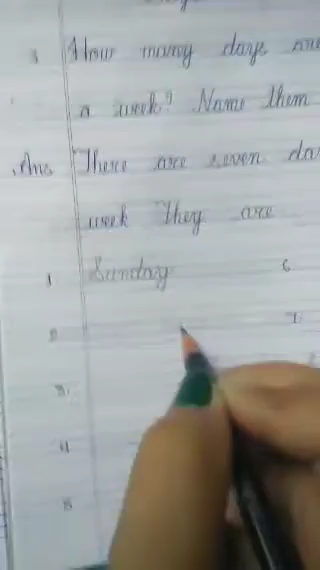 3 How many days are
a week? Name them
Ans There are seven da
week They are
1 Sunday 6
2 7
3
4
5